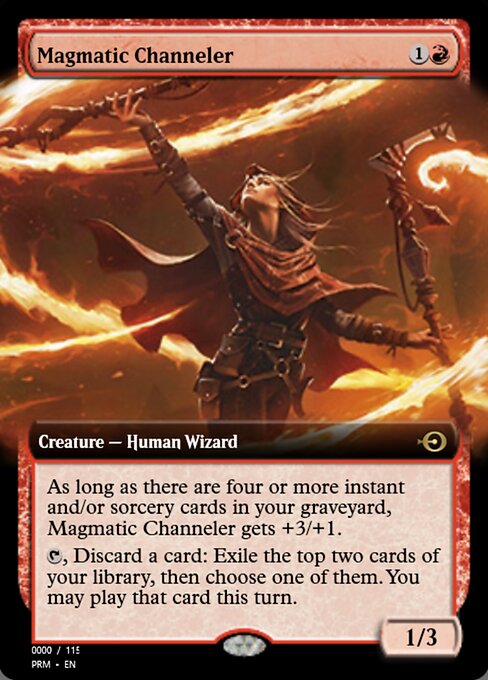 Magmatic Channeler
1
Creature — Human Wizard
As long as there are four or more instant
and/or sorcery cards in your graveyard,
Magmatic Channeler gets +3/+1.
, Discard a card: Exile the top two cards of
your library, then choose one of them. You
may play that card this turn.
1/3
0000 / 115
PRM • EN